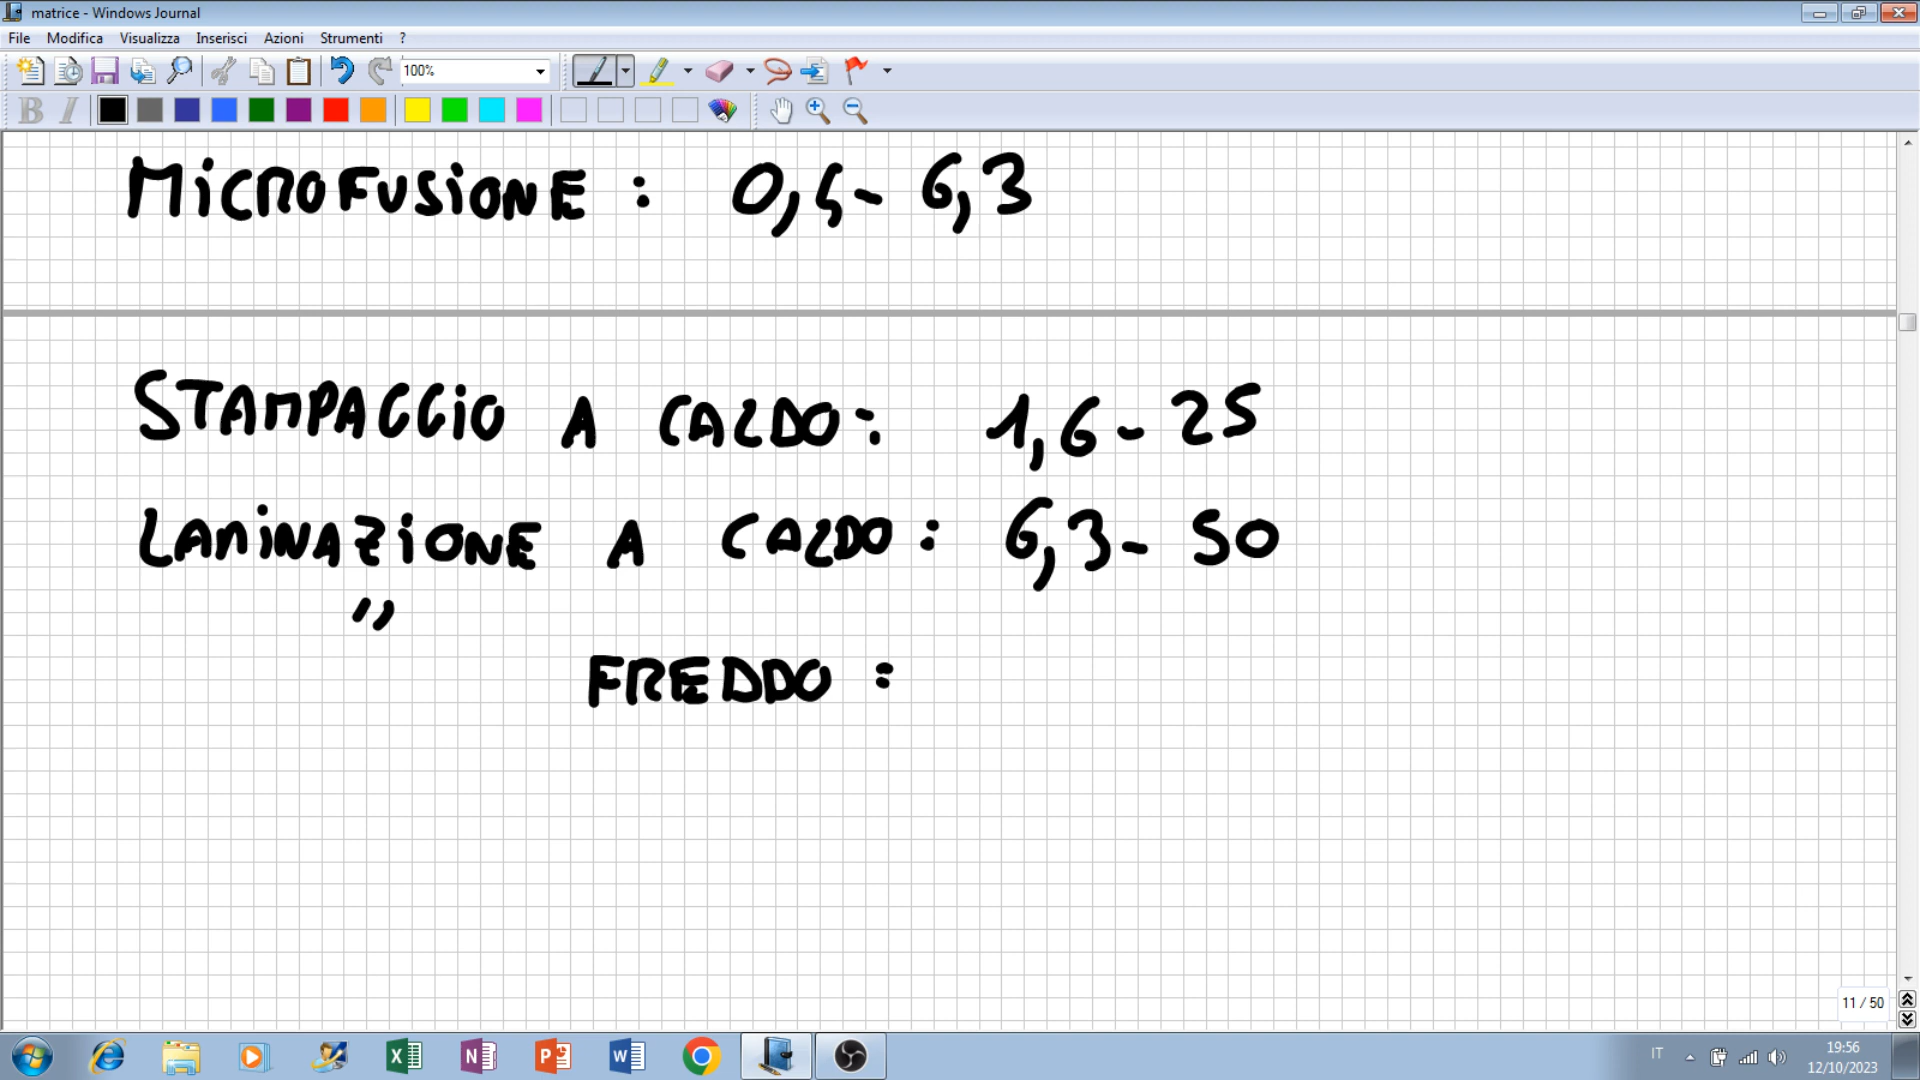 matrice - Windows Journal
File Modifica Visualizza Inserisci Azioni Strumenti ?
100%
B I
MiCROFUSiONE : 0,4- 6,3
STAMPAGGiO A CALDO: 1,6- 25
LAMiNAZiONE A CALDO: 6,3- 50
"
FREDDO :
11 / 50
IT
19:56
12/10/2023